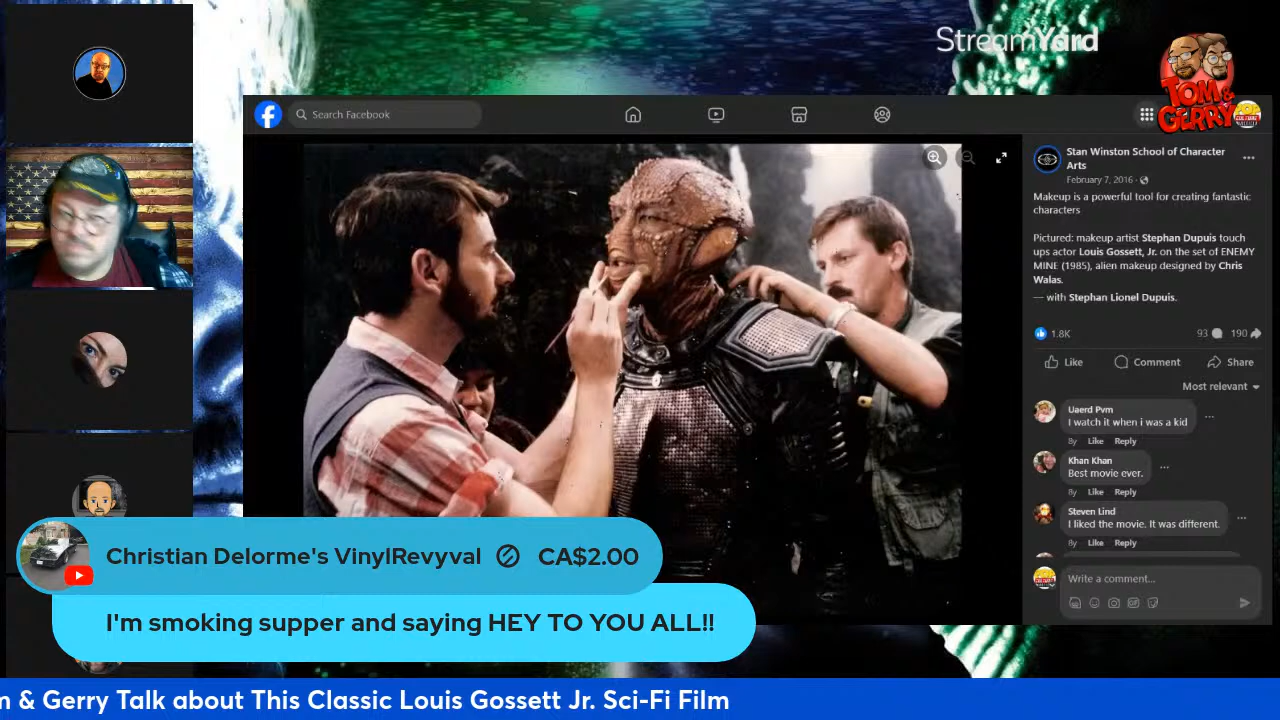 StreamYard
TOM &
GERRY
Search Facebook
Stan Winston School of Character
Arts
February 7, 2016 ·
Makeup is a powerful tool for creating fantastic
characters
Pictured: makeup artist Stephan Dupuis touch
ups actor Louis Gossett, Jr. on the set of ENEMY
MINE (1985), alien makeup designed by Chris
Walas.
— with Stephan Lionel Dupuis.
1.8K
93
190
Like
Comment
Share
Most relevant
Uaerd Pvm
I watch it when i was a kid
8y Like Reply
Khan Khan
Best movie ever.
8y Like Reply
Steven Lind
I liked the movie. It was different.
8y Like Reply
Write a comment...
Christian Delorme's VinylRevyval CA$2.00
I'm smoking supper and saying HEY TO YOU ALL!!
m & Gerry Talk about This Classic Louis Gossett Jr. Sci-Fi Film